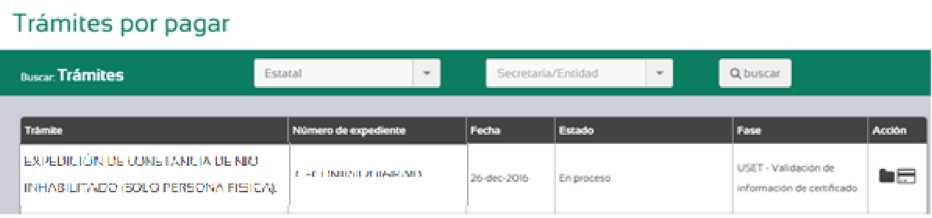 Trámites por pagar
Buscar: Trámites Estatal Secretaría/Entidad buscar
Trámite Número de expediente Fecha Estado Fase Acción
EXPEDICIÓN DE CONSTANCIA DE NO
INHABILITADO (SOLO PERSONA FISICA).
26-dec-2016 En proceso
USET - Validación de
información de certificado